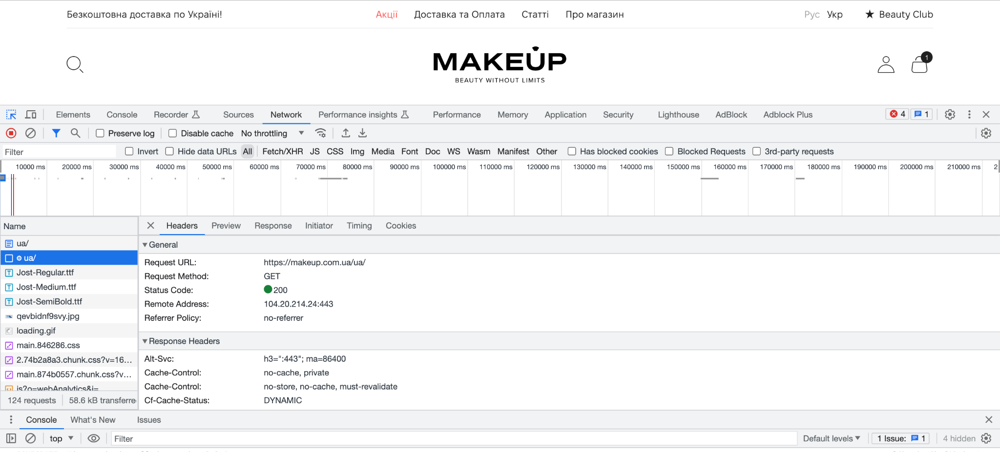 Безкоштовна доставка по Україні! Акції Доставка та Оплата Статті Про магазин Рус Укр ★ Beauty Club
MAKEUP 1
BEAUTY WITHOUT LIMITS
Elements Console Recorder Sources Network Performance insights Performance Memory Application Security Lighthouse AdBlock Adblock Plus 4 1
Preserve log Disable cache No throttling
Filter Invert Hide data URLs All Fetch/XHR JS CSS Img Media Font Doc WS Wasm Manifest Other Has blocked cookies Blocked Requests 3rd-party requests
10000 ms 20000 ms 30000 ms 40000 ms 50000 ms 60000 ms 70000 ms 80000 ms 90000 ms 100000 ms 110000 ms 120000 ms 130000 ms 140000 ms 150000 ms 160000 ms 170000 ms 180000 ms 190000 ms 200000 ms 210000 ms 2
Name
ua/
ua/
Jost-Regular.ttf
Jost-Medium.ttf
Jost-SemiBold.ttf
qevbidnf9svy.jpg
loading.gif
main.846286.css
2.74b2a8a3.chunk.css?v=16...
main.874b0557.chunk.css?v...
js?o=webAnalytics&i=
124 requests 58.6 kB transferre
Headers Preview Response Initiator Timing Cookies
General
Request URL: https://makeup.com.ua/ua/
Request Method: GET
Status Code: 200
Remote Address: 104.20.214.24:443
Referrer Policy: no-referrer
Response Headers
Alt-Svc: h3=":443"; ma=86400
Cache-Control: no-cache, private
Cache-Control: no-store, no-cache, must-revalidate
Cf-Cache-Status: DYNAMIC
Console What's New Issues
top Filter Default levels 1 Issue: 1 4 hidden